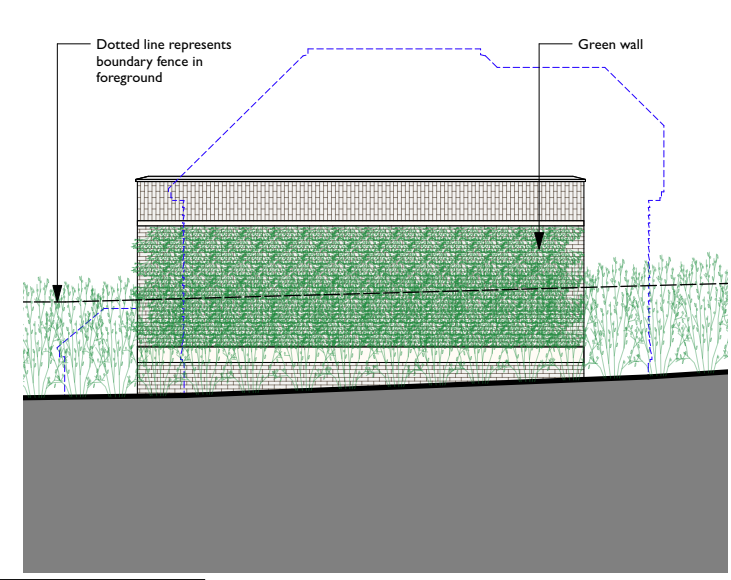 Dotted line represents
boundary fence in
foreground
Green wall